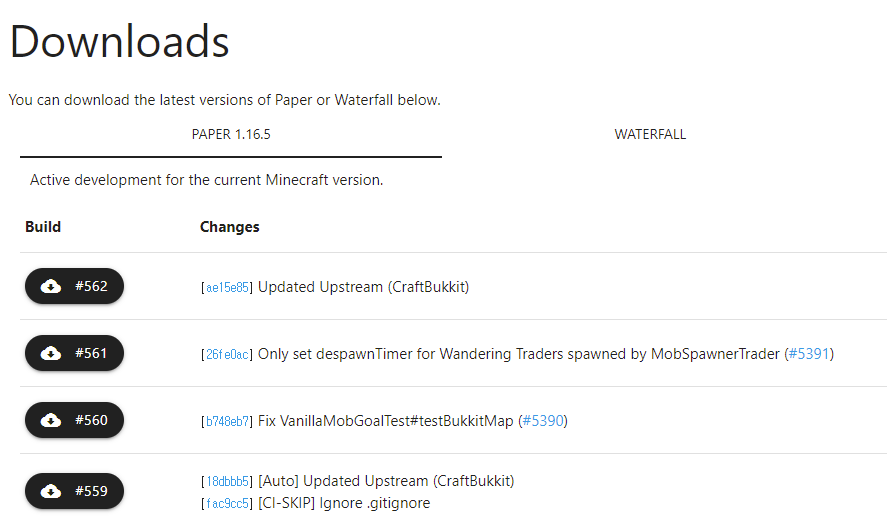 Downloads
You can download the latest versions of Paper or Waterfall below.
PAPER 1.16.5 WATERFALL
Active development for the current Minecraft version.
Build Changes
#562 [ae15e85] Updated Upstream (CraftBukkit)
#561 [26fe0ac] Only set despawnTimer for Wandering Traders spawned by MobSpawnerTrader (#5391)
#560 [b748eb7] Fix VanillaMobGoalTest#testBukkitMap (#5390)
#559 [18dbbb5] [Auto] Updated Upstream (CraftBukkit)
[fac9cc5] [CI-SKIP] Ignore .gitignore